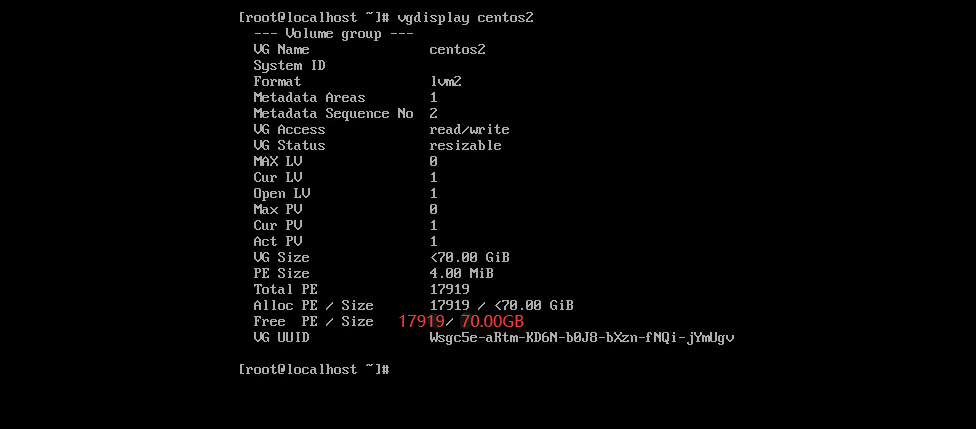 [root@localhost ~]# vgdisplay centos2
--- Volume group ---
VG Name centos2
System ID
Format lvm2
Metadata Areas 1
Metadata Sequence No 2
VG Access read/write
VG Status resizable
MAX LV 0
Cur LV 1
Open LV 1
Max PV 0
Cur PV 1
Act PV 1
VG Size <70.00 GiB
PE Size 4.00 MiB
Total PE 17919
Alloc PE / Size 17919 / <70.00 GiB
Free PE / Size 17919/ 70.00GB
VG UUID Wsgc5e-aRtm-KD6N-b0J8-bXzn-fNQi-jYmUgv
[root@localhost ~]#